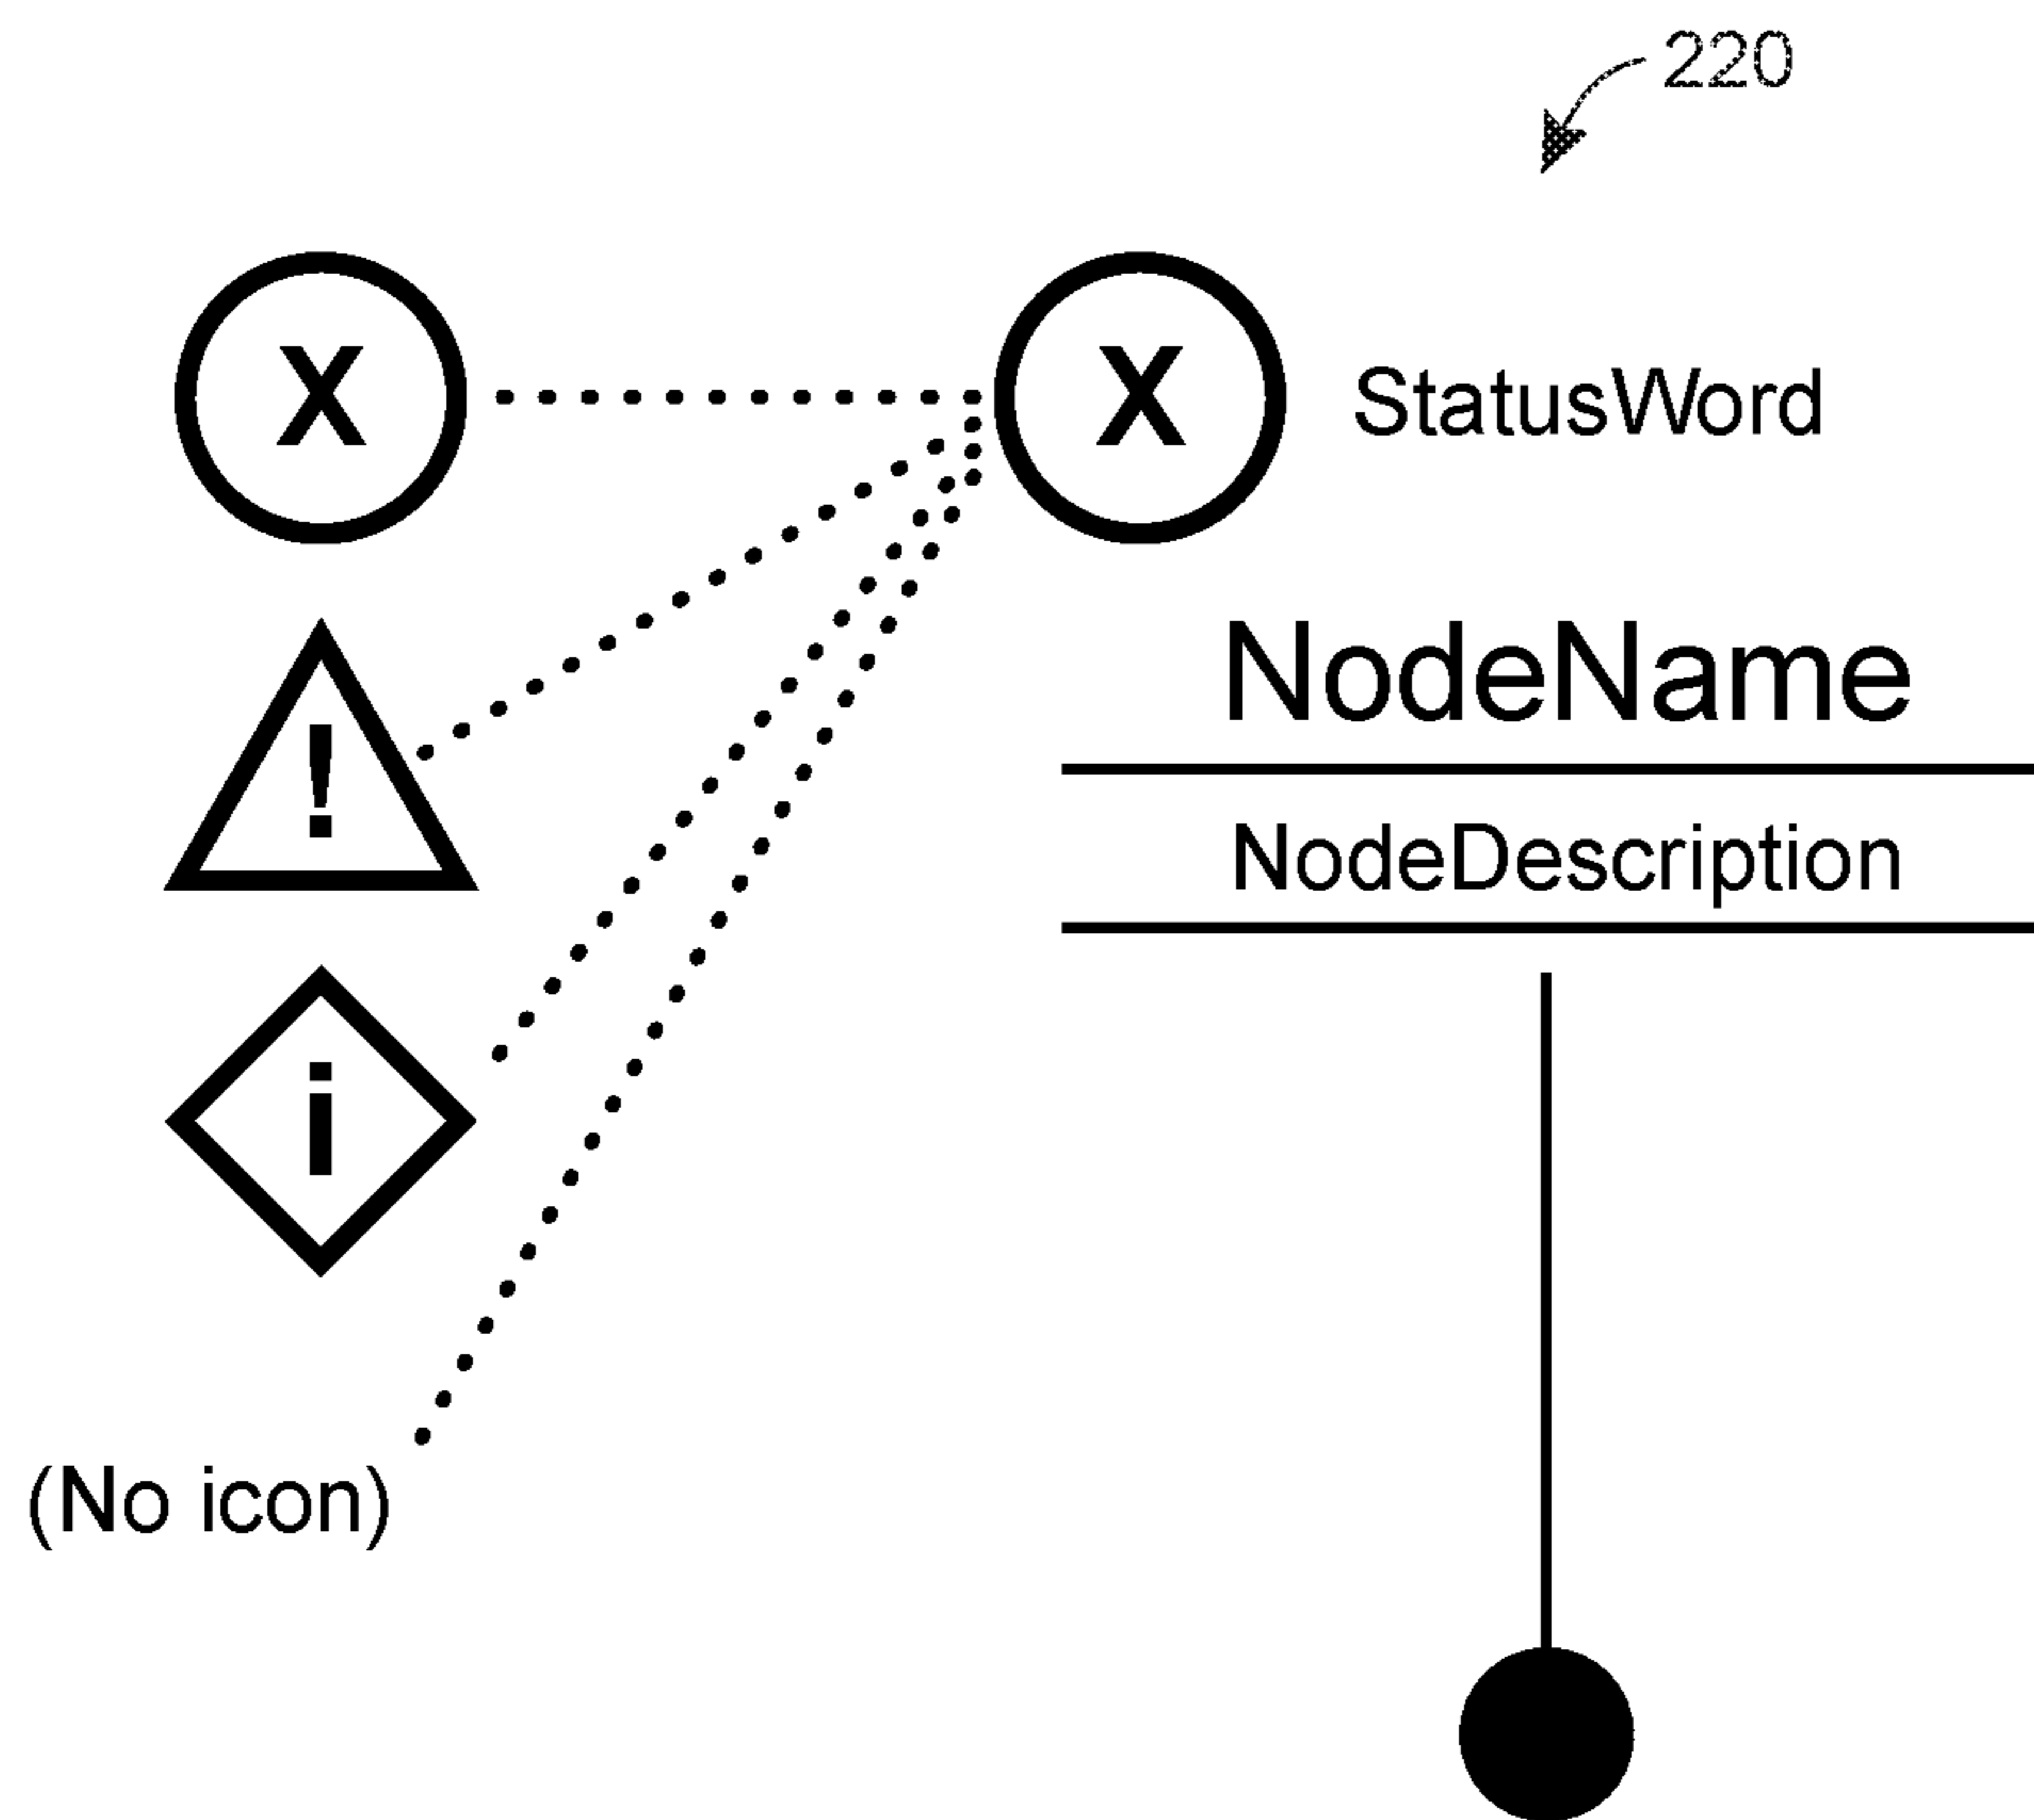 220
X X StatusWord
!
NodeName
NodeDescription
i
(No icon)